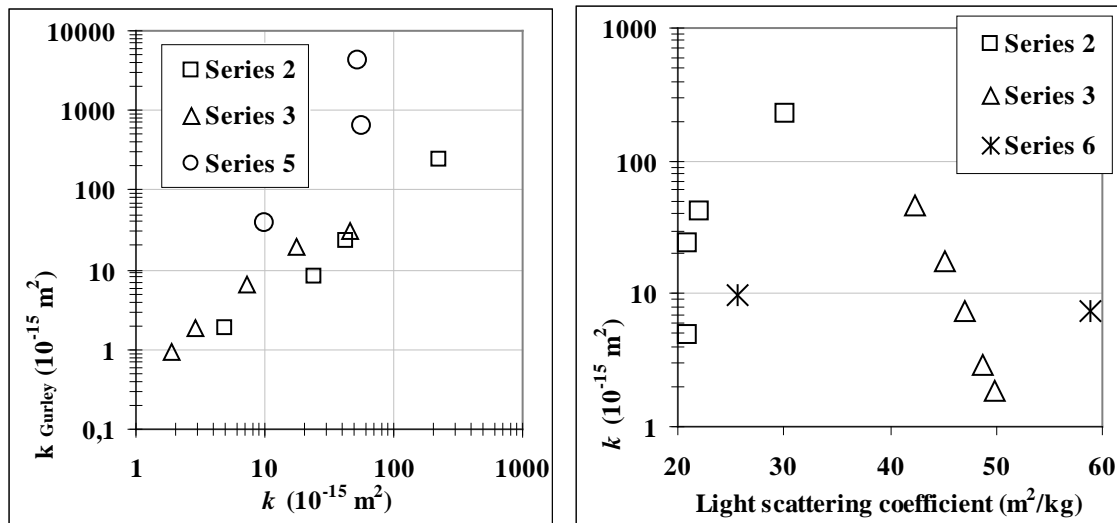 10000
1000
100
10
1
0,1
k Gurley (10⁻¹⁵ m²)
Series 2
Series 3
Series 5
1 10 100 1000
k (10⁻¹⁵ m²)
1000
100
10
1
k (10⁻¹⁵ m²)
Series 2
Series 3
Series 6
20 30 40 50 60
Light scattering coefficient (m²/kg)